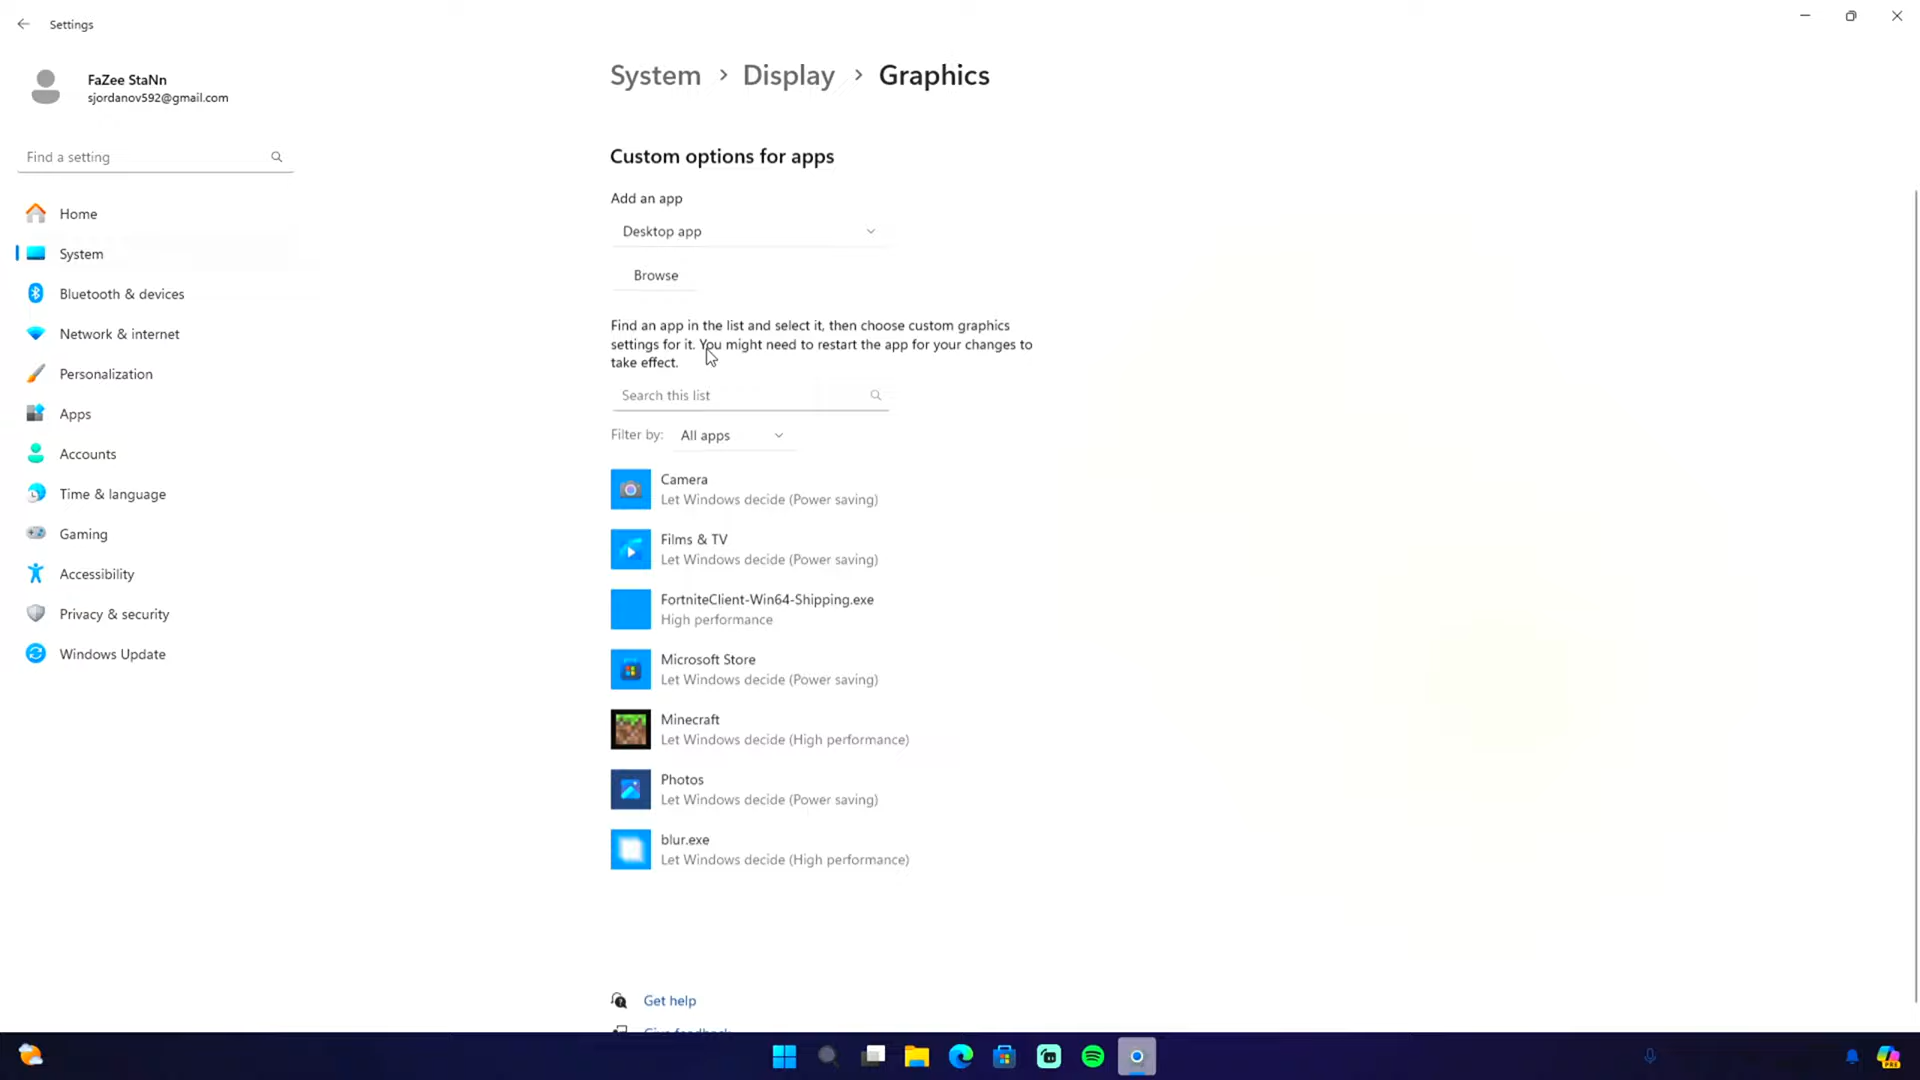 Settings
FaZee StaNn
sjordanov592@gmail.com
Find a setting
Home
System
Bluetooth & devices
Network & internet
Personalization
Apps
Accounts
Time & language
Gaming
Accessibility
Privacy & security
Windows Update
System > Display > Graphics
Custom options for apps
Add an app
Desktop app
Browse
Find an app in the list and select it, then choose custom graphics
settings for it. You might need to restart the app for your changes to
take effect.
Search this list
Filter by: All apps
Camera
Let Windows decide (Power saving)
Films & TV
Let Windows decide (Power saving)
FortniteClient-Win64-Shipping.exe
High performance
Microsoft Store
Let Windows decide (Power saving)
Minecraft
Let Windows decide (High performance)
Photos
Let Windows decide (Power saving)
blur.exe
Let Windows decide (High performance)
Get help
Give feedback
PRE